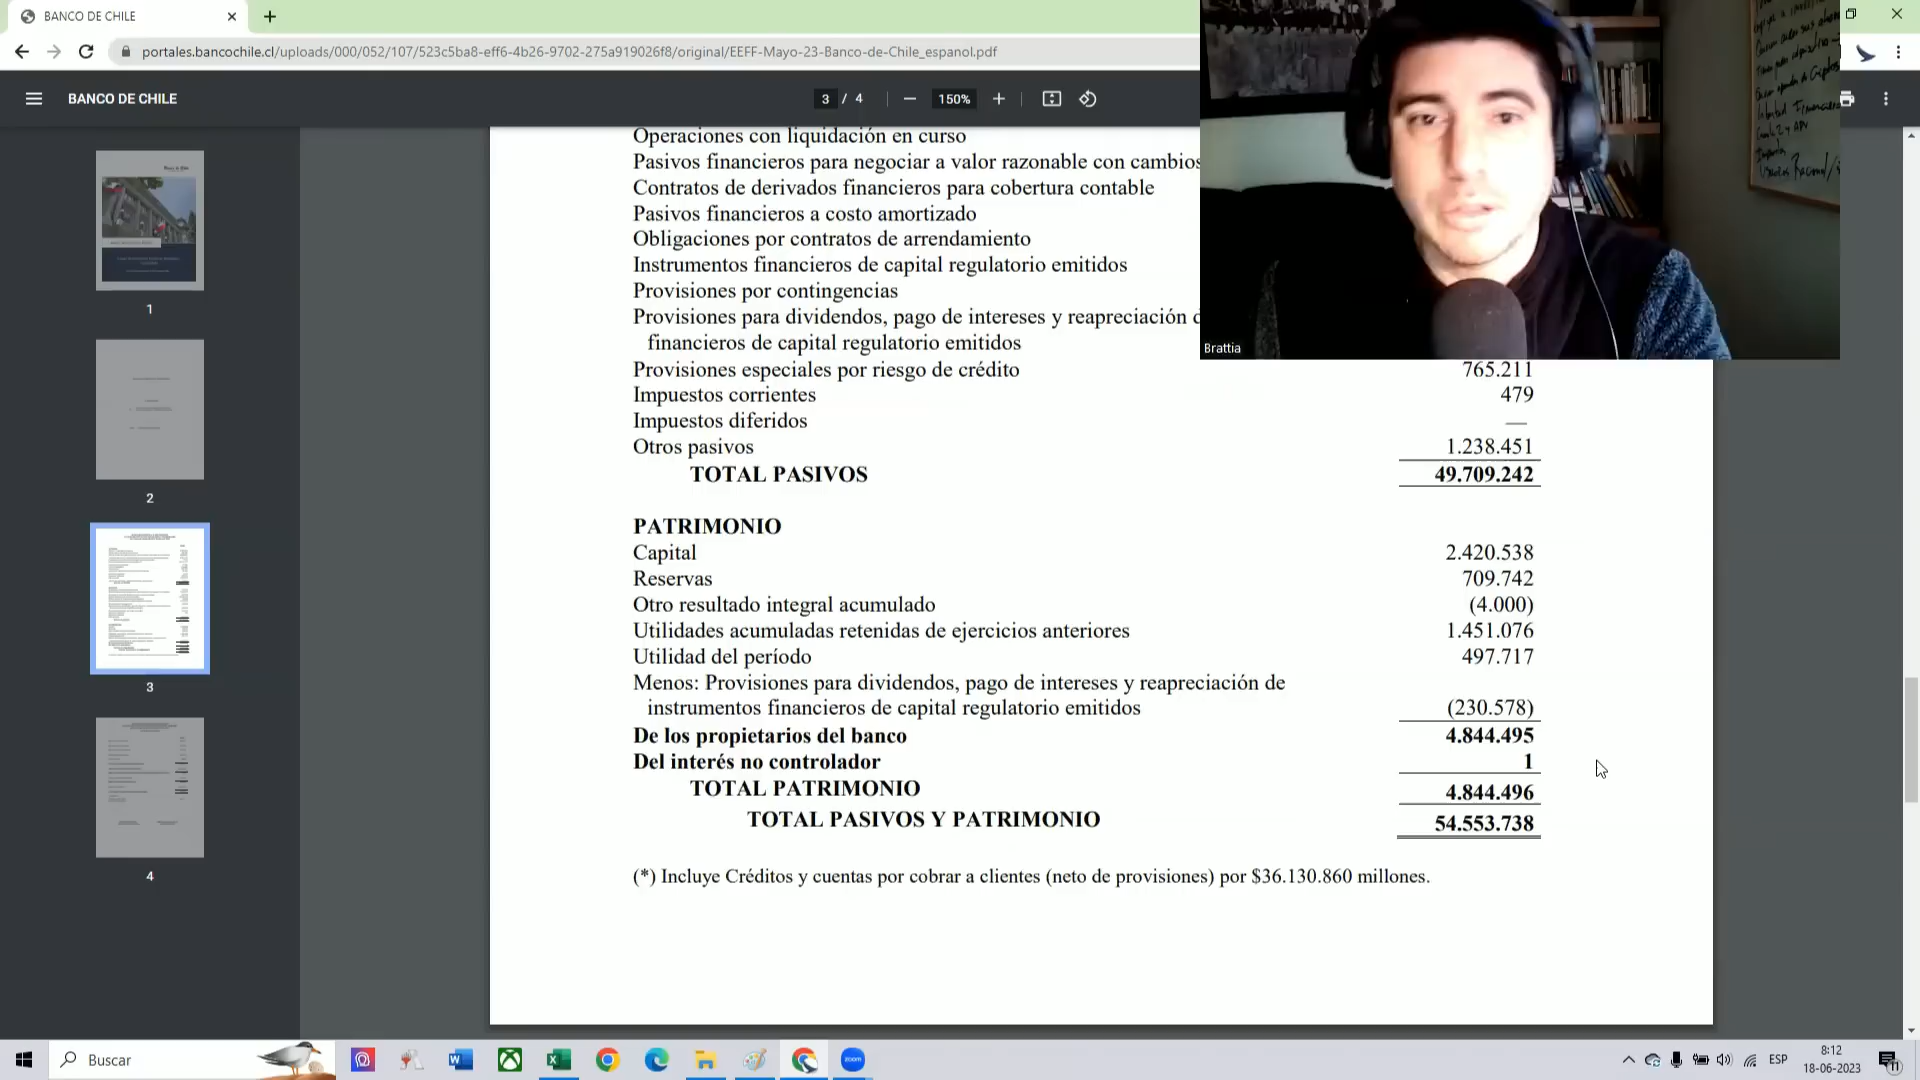 BANCO DE CHILE
portales.bancochile.cl/uploads/000/052/107/523c5ba8-eff6-4b26-9702-275a919026f8/original/EEFF-Mayo-23-Banco-de-Chile_espanol.pdf
BANCO DE CHILE
3 / 4
150%
1
2
3
4
Operaciones con liquidación en curso
Pasivos financieros para negociar a valor razonable con cambios
Contratos de derivados financieros para cobertura contable
Pasivos financieros a costo amortizado
Obligaciones por contratos de arrendamiento
Instrumentos financieros de capital regulatorio emitidos
Provisiones por contingencias
Provisiones para dividendos, pago de intereses y reapreciación
financieros de capital regulatorio emitidos
Provisiones especiales por riesgo de crédito 765.211
Impuestos corrientes 479
Impuestos diferidos —
Otros pasivos 1.238.451
TOTAL PASIVOS 49.709.242
PATRIMONIO
Capital 2.420.538
Reservas 709.742
Otro resultado integral acumulado (4.000)
Utilidades acumuladas retenidas de ejercicios anteriores 1.451.076
Utilidad del período 497.717
Menos: Provisiones para dividendos, pago de intereses y reapreciación de
instrumentos financieros de capital regulatorio emitidos (230.578)
De los propietarios del banco 4.844.495
Del interés no controlador 1
TOTAL PATRIMONIO 4.844.496
TOTAL PASIVOS Y PATRIMONIO 54.553.738
(*) Incluye Créditos y cuentas por cobrar a clientes (neto de provisiones) por $36.130.860 millones.
Brattia
Buscar
zoom
ESP
8:12
18-06-2023